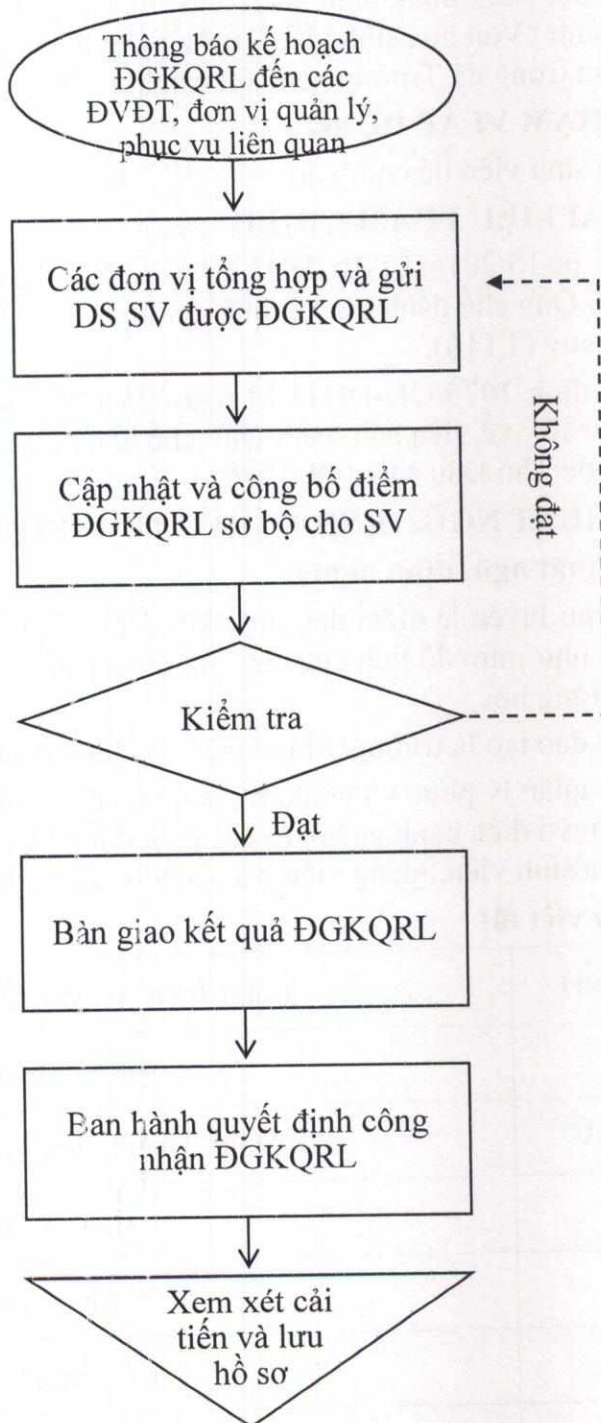 Thông báo kế hoạch
ĐGKQRL đến các
ĐVĐT, đơn vị quản lý,
phục vụ liên quan
Các đơn vị tổng hợp và gửi
DS SV được ĐGKQRL
Không đạt
Cập nhật và công bố điểm
ĐGKQRL sơ bộ cho SV
Kiểm tra
Đạt
Bàn giao kết quả ĐGKQRL
Ban hành quyết định công
nhận ĐGKQRL
Xem xét cải
tiến và lưu
hồ sơ